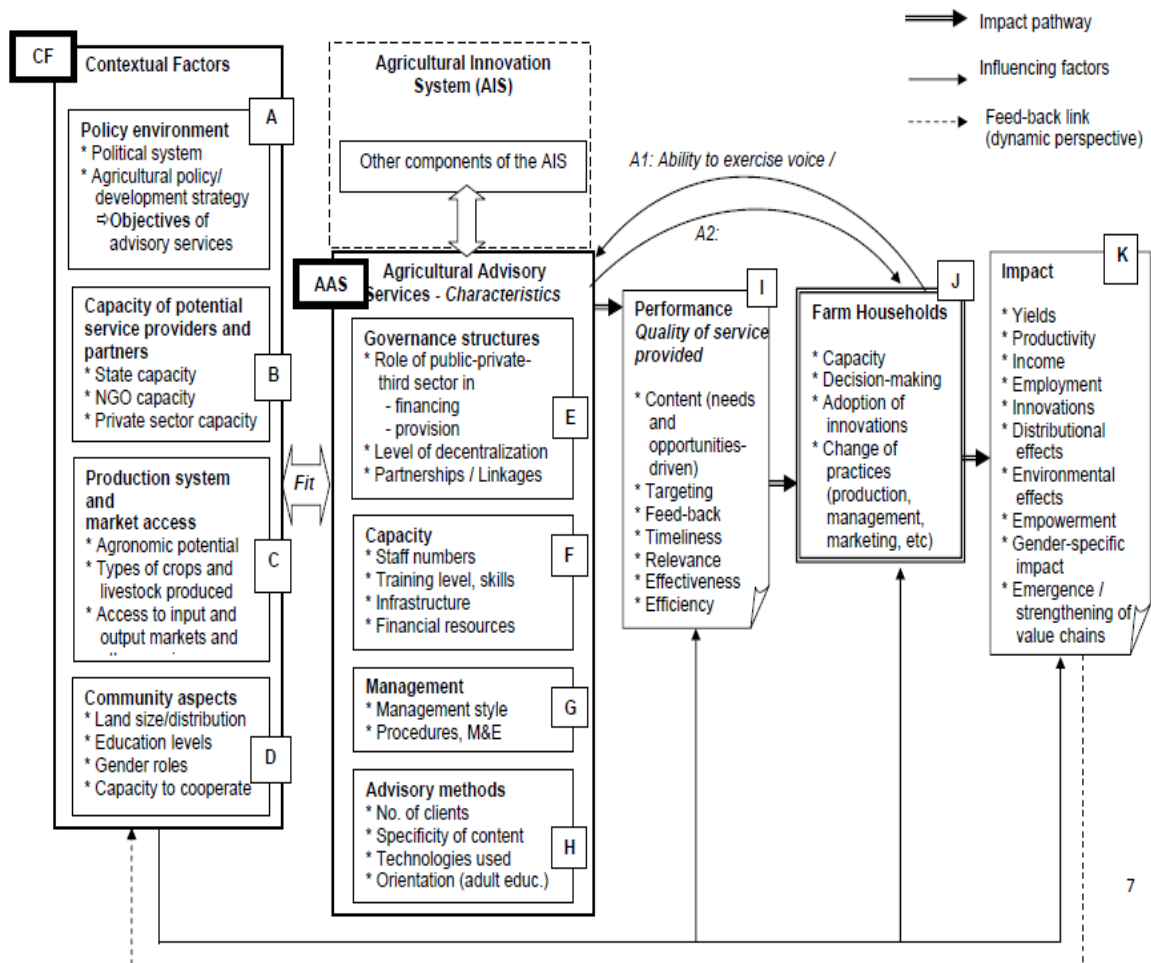 Impact pathway
Influencing factors
Feed-back link
(dynamic perspective)
CF
Contextual Factors
A
Policy environment
* Political system
* Agricultural policy/
development strategy
⇨Objectives of
advisory services
Capacity of potential
service providers and
partners
* State capacity
* NGO capacity
* Private sector capacity
B
Production system
and
market access
* Agronomic potential
* Types of crops and
livestock produced
* Access to input and
output markets and
C
Community aspects
* Land size/distribution
* Education levels
* Gender roles
* Capacity to cooperate
D
Fit
Agricultural Innovation
System (AIS)
Other components of the AIS
AAS
Agricultural Advisory
Services - Characteristics
Governance structures
* Role of public-private-
third sector in
- financing
- provision
* Level of decentralization
* Partnerships / Linkages
E
Capacity
* Staff numbers
* Training level, skills
* Infrastructure
* Financial resources
F
Management
* Management style
* Procedures, M&E
G
Advisory methods
* No. of clients
* Specificity of content
* Technologies used
* Orientation (adult educ.)
H
A1: Ability to exercise voice /
A2:
I
Performance
Quality of service
provided
* Content (needs
and
opportunities-
driven)
* Targeting
* Feed-back
* Timeliness
* Relevance
* Effectiveness
* Efficiency
J
Farm Households
* Capacity
* Decision-making
* Adoption of
innovations
* Change of
practices
(production,
management,
marketing, etc)
K
Impact
* Yields
* Productivity
* Income
* Employment
* Innovations
* Distributional
effects
* Environmental
effects
* Empowerment
* Gender-specific
impact
* Emergence /
strengthening of
value chains
7